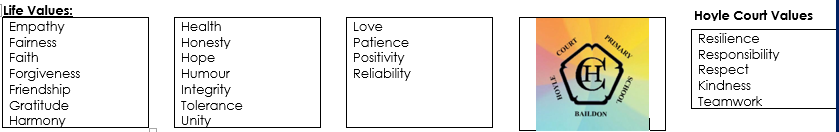 Life Values:
Empathy
Fairness
Faith
Forgiveness
Friendship
Gratitude
Harmony
Health
Honesty
Hope
Humour
Integrity
Tolerance
Unity
Love
Patience
Positivity
Reliability
HOYLE COURT PRIMARY SCHOOL
CH
BAILDON
Hoyle Court Values
Resilience
Responsibility
Respect
Kindness
Teamwork